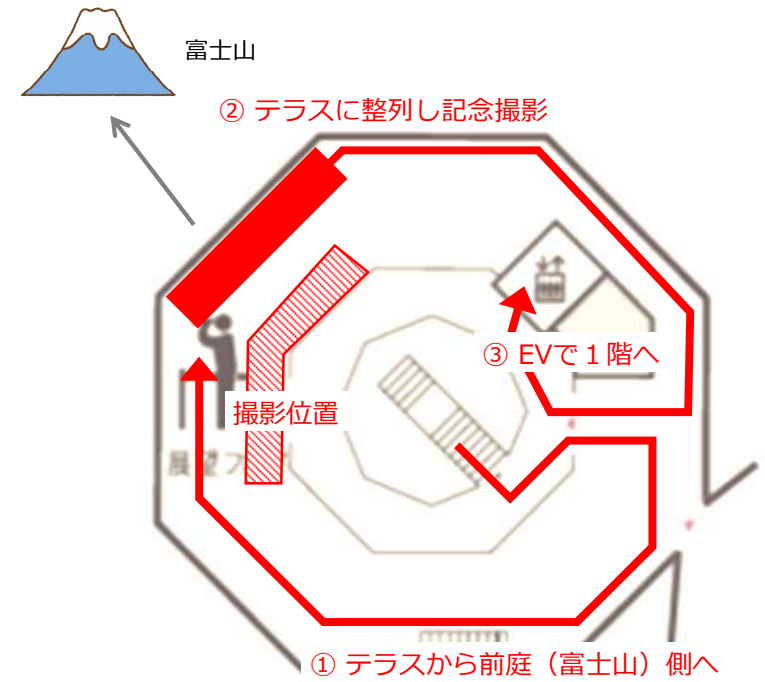 富士山
② テラスに整列し記念撮影
③ EVで１階へ
撮影位置
展望フ
① テラスから前庭（富士山）側へ